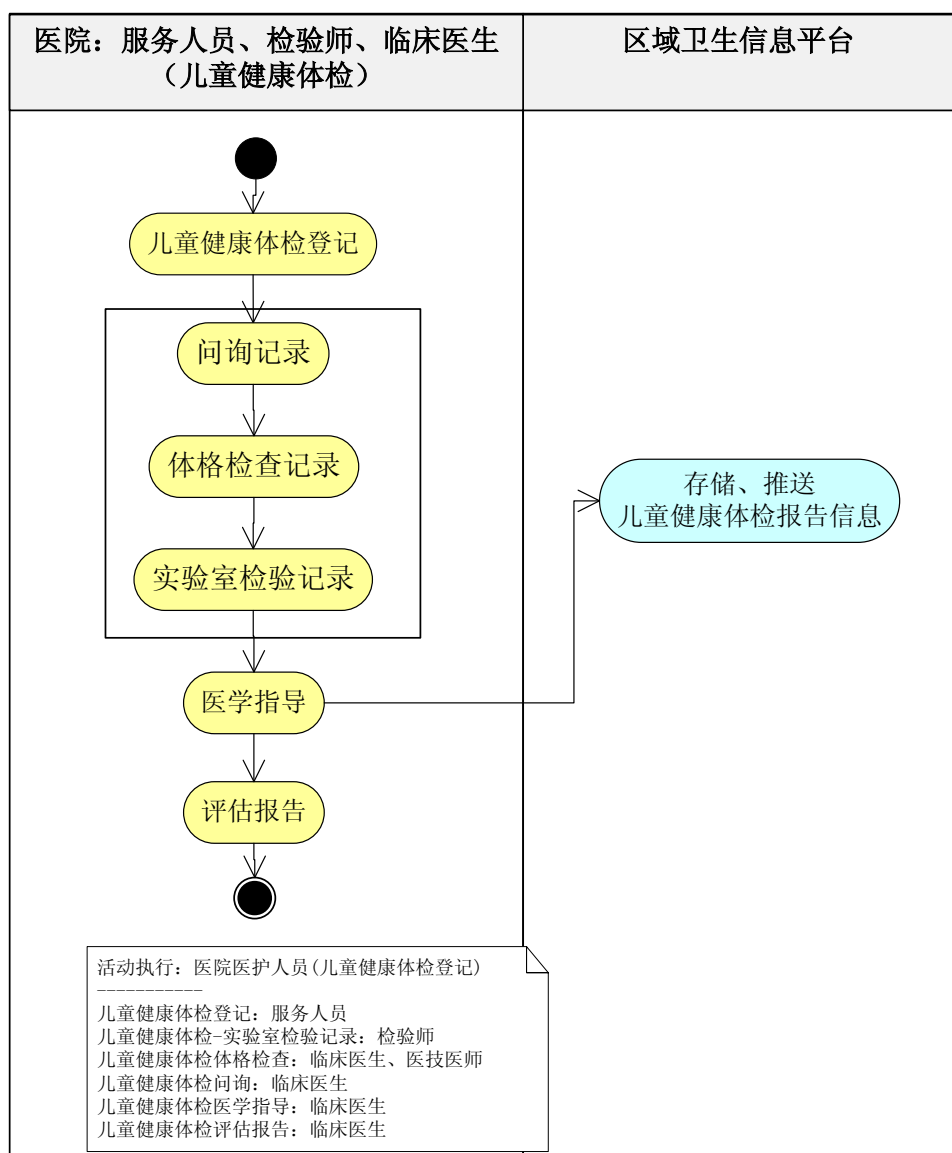 医院：服务人员、检验师、临床医生
（儿童健康体检）
区域卫生信息平台
儿童健康体检登记
问询记录
体格检查记录
实验室检验记录
医学指导
评估报告
存储、推送
儿童健康体检报告信息
活动执行：医院医护人员(儿童健康体检登记)
-----------
儿童健康体检登记：服务人员
儿童健康体检-实验室检验记录：检验师
儿童健康体检体格检查：临床医生、医技医师
儿童健康体检问询：临床医生
儿童健康体检医学指导：临床医生
儿童健康体检评估报告：临床医生